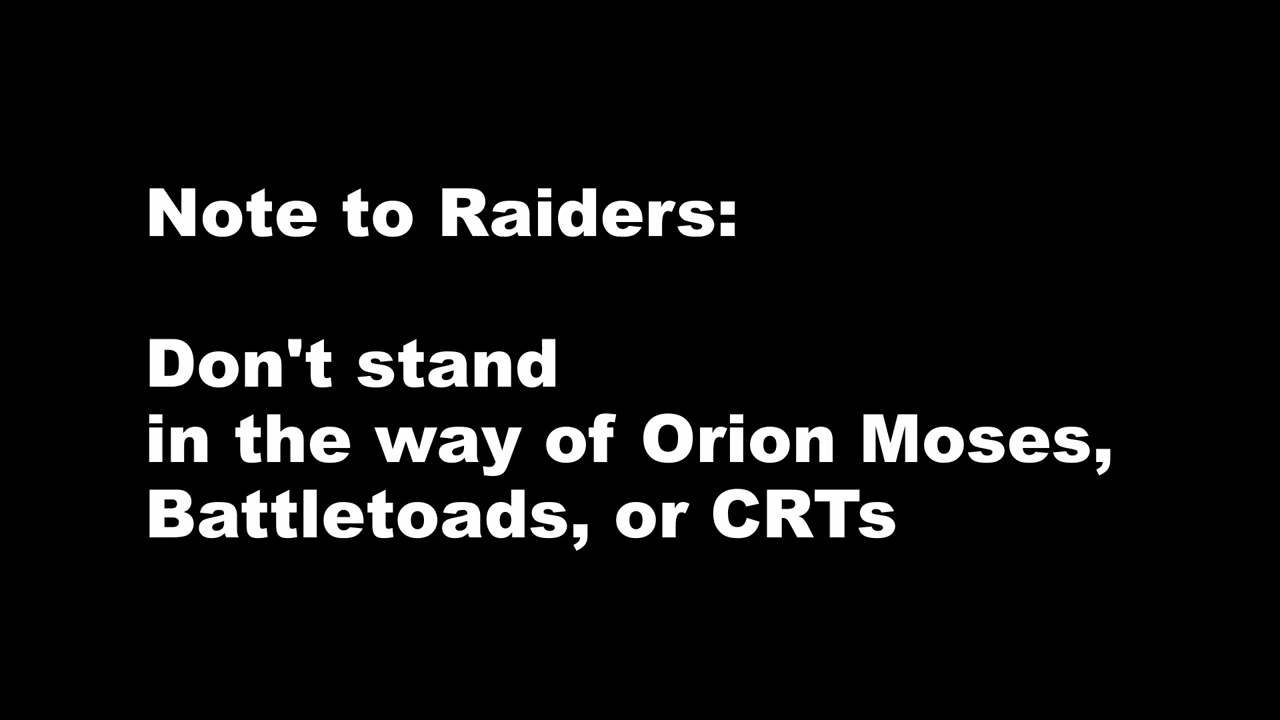 Note to Raiders:
Don't stand
in the way of Orion Moses,
Battletoads, or CRTs